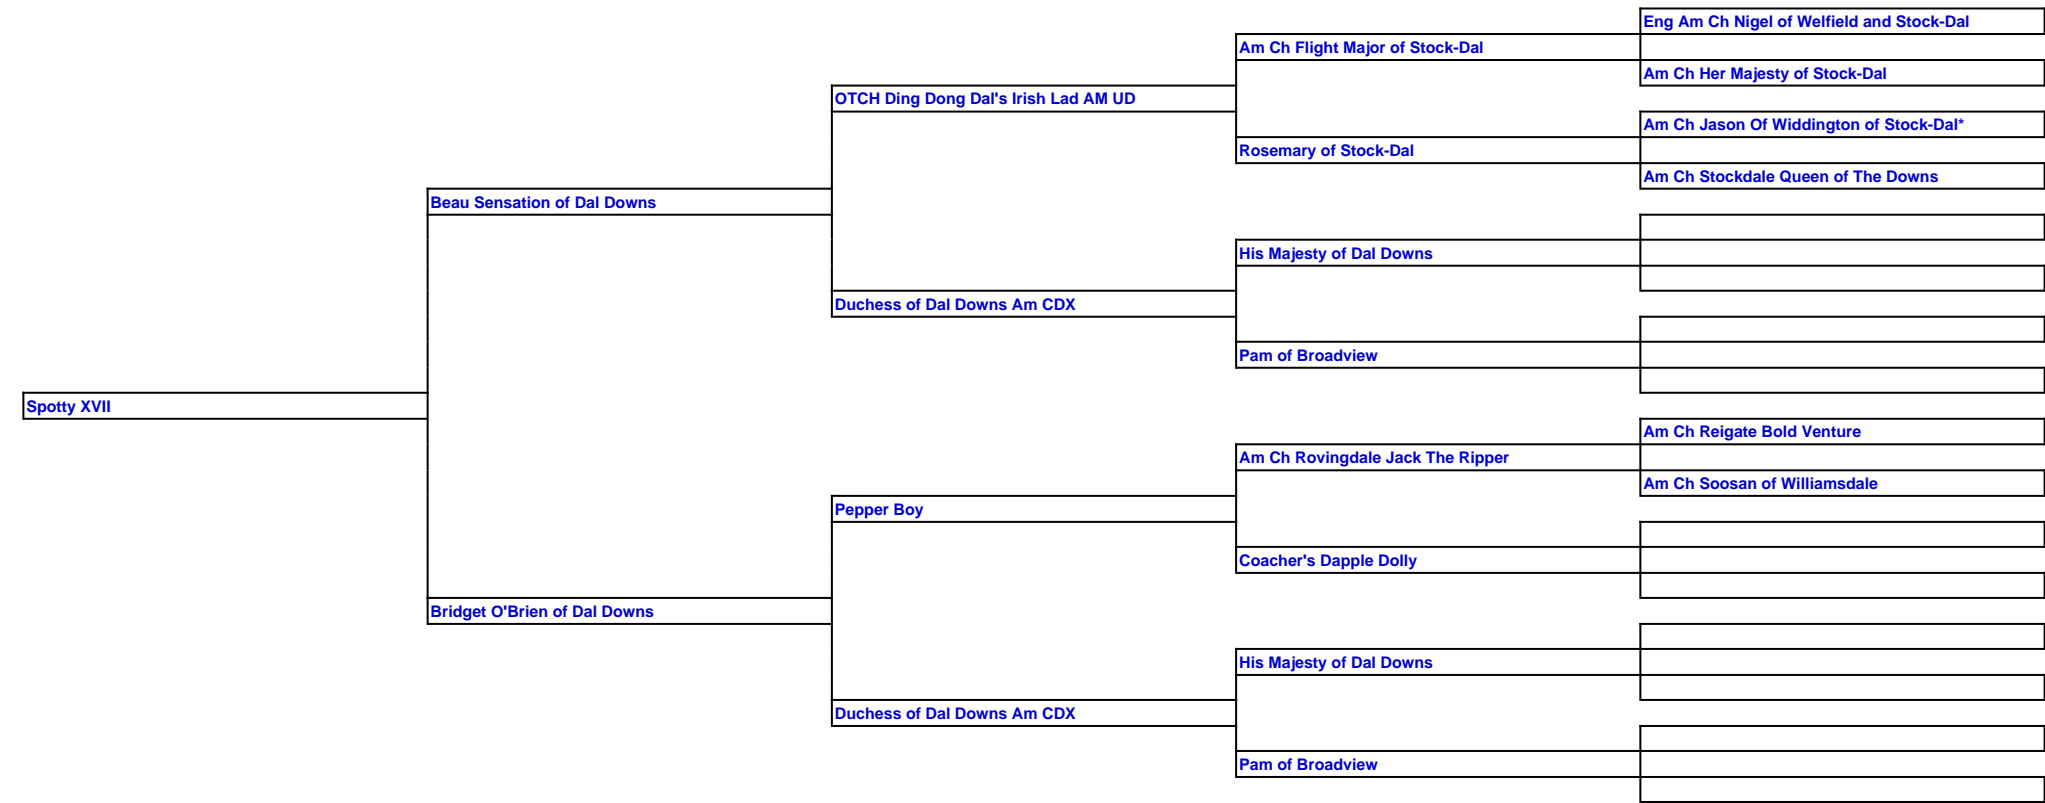 Eng Am Ch Nigel of Welfield and Stock-Dal
Am Ch Flight Major of Stock-Dal
Am Ch Her Majesty of Stock-Dal
OTCH Ding Dong Dal's Irish Lad AM UD
Am Ch Jason Of Widdington of Stock-Dal*
Rosemary of Stock-Dal
Am Ch Stockdale Queen of The Downs
Beau Sensation of Dal Downs
His Majesty of Dal Downs
Duchess of Dal Downs Am CDX
Pam of Broadview
Spotty XVII
Am Ch Reigate Bold Venture
Am Ch Rovingdale Jack The Ripper
Am Ch Soosan of Williamsdale
Pepper Boy
Coacher's Dapple Dolly
Bridget O'Brien of Dal Downs
His Majesty of Dal Downs
Duchess of Dal Downs Am CDX
Pam of Broadview